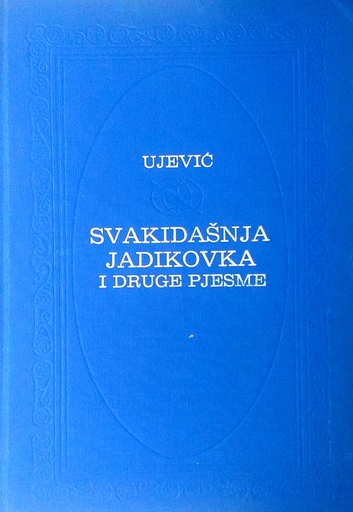 UJEVIĆ
SVAKIDAŠNJA
JADIKOVKA
I DRUGE PJESME